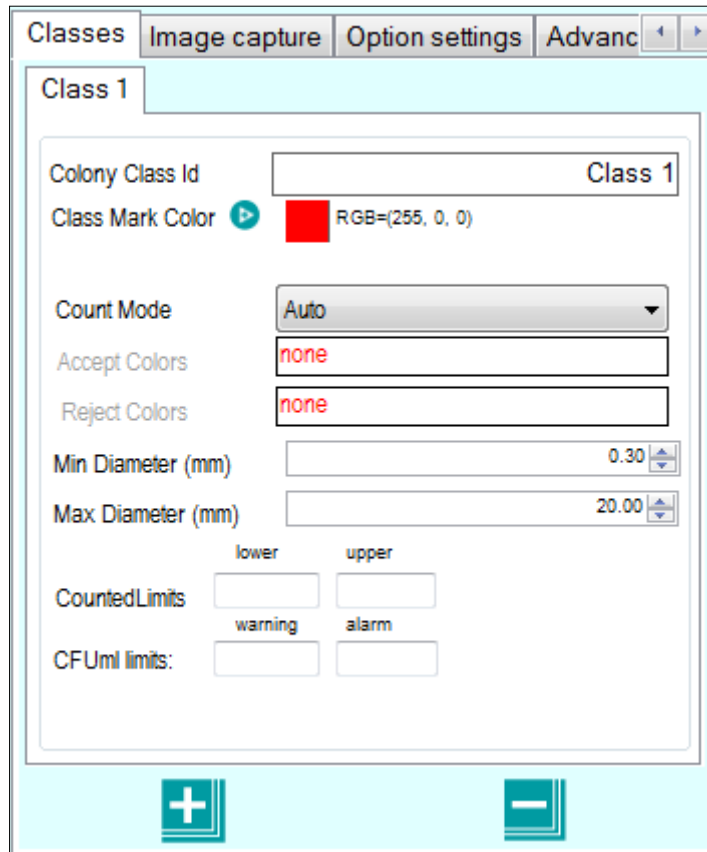 Classes Image capture Option settings Advanc
Class 1
Colony Class Id Class 1
Class Mark Color RGB=(255, 0, 0)
Count Mode Auto
Accept Colors none
Reject Colors none
Min Diameter (mm) 0.30
Max Diameter (mm) 20.00
lower upper
CountedLimits
warning alarm
CFUml limits: